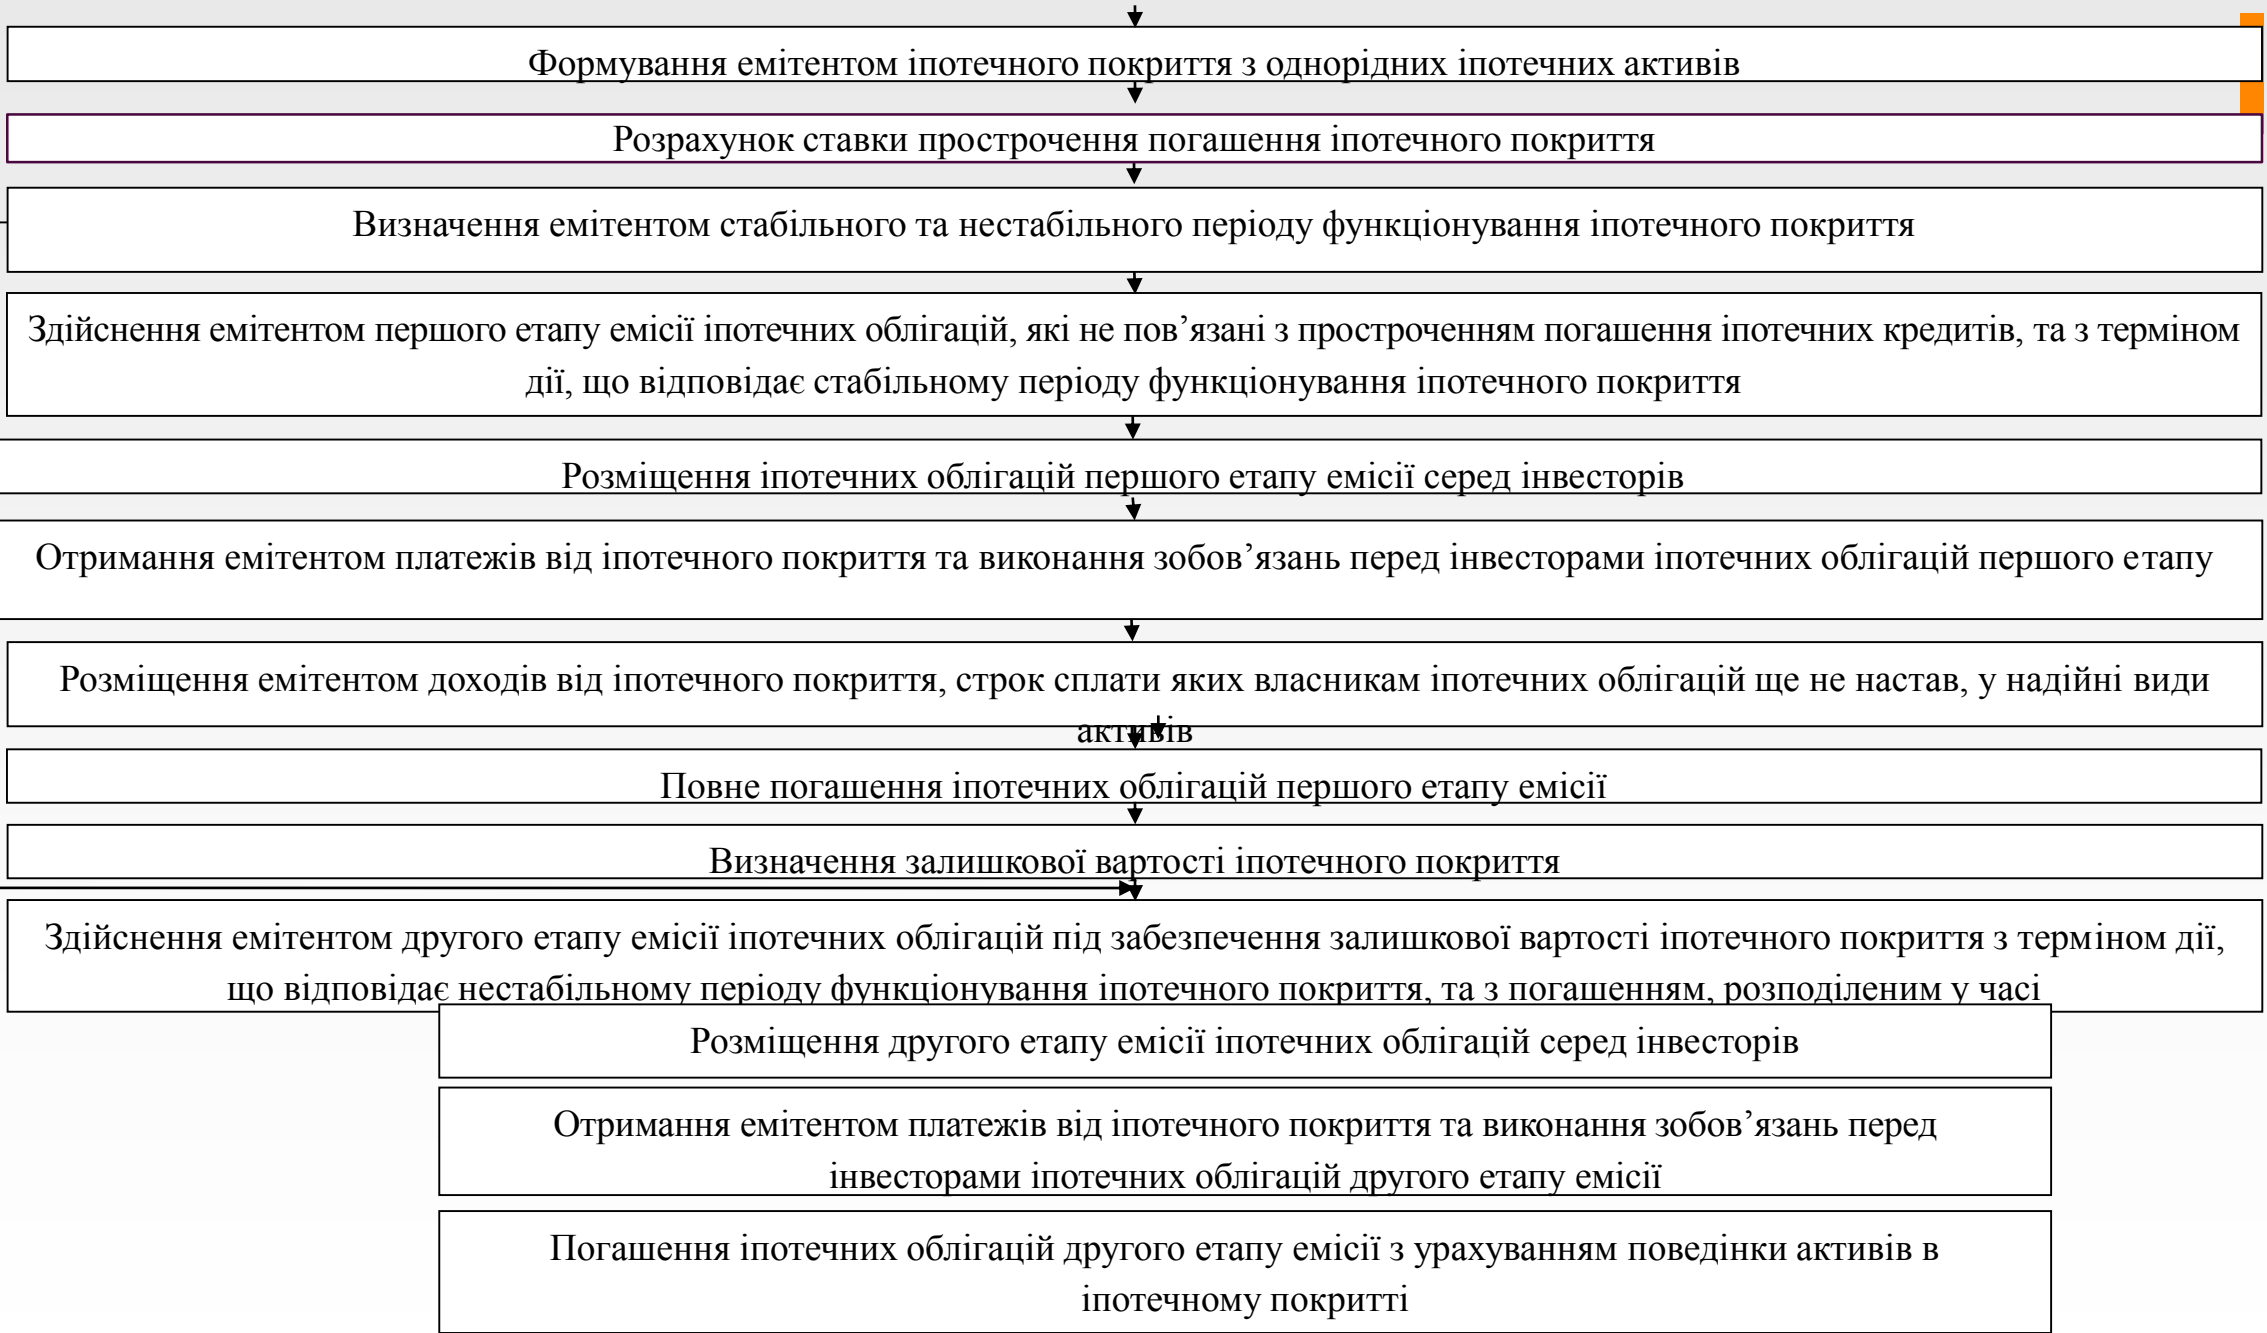 Формування емітентом іпотечного покриття з однорідних іпотечних активів
Розрахунок ставки прострочення погашення іпотечного покриття
Визначення емітентом стабільного та нестабільного періоду функціонування іпотечного покриття
Здійснення емітентом першого етапу емісії іпотечних облігацій, які не пов’язані з простроченням погашення іпотечних кредитів, та з терміном
дії, що відповідає стабільному періоду функціонування іпотечного покриття
Розміщення іпотечних облігацій першого етапу емісії серед інвесторів
Отримання емітентом платежів від іпотечного покриття та виконання зобов’язань перед інвесторами іпотечних облігацій першого етапу
Розміщення емітентом доходів від іпотечного покриття, строк сплати яких власникам іпотечних облігацій ще не настав, у надійні види
активів
Повне погашення іпотечних облігацій першого етапу емісії
Визначення залишкової вартості іпотечного покриття
Здійснення емітентом другого етапу емісії іпотечних облігацій під забезпечення залишкової вартості іпотечного покриття з терміном дії,
що відповідає нестабільному періоду функціонування іпотечного покриття, та з погашенням, розподіленим у часі
Розміщення другого етапу емісії іпотечних облігацій серед інвесторів
Отримання емітентом платежів від іпотечного покриття та виконання зобов’язань перед
інвесторами іпотечних облігацій другого етапу емісії
Погашення іпотечних облігацій другого етапу емісії з урахуванням поведінки активів в
іпотечному покритті